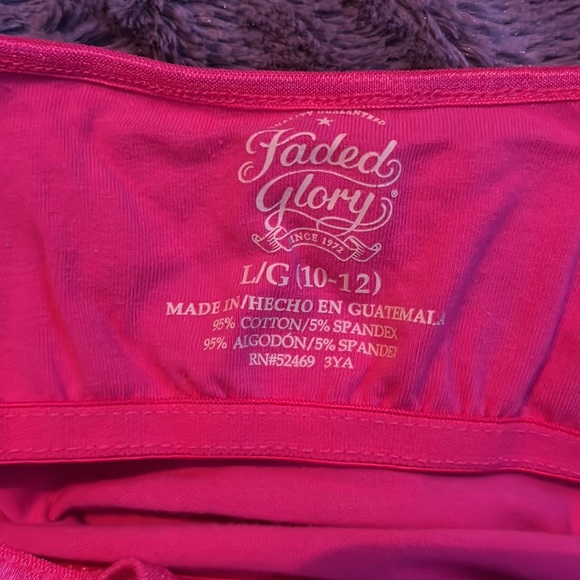 Faded
Glory®
SINCE 1972
L/G (10-12)
MADE IN/HECHO EN GUATEMALA
95% COTTON/5% SPANDEX
95% ALGODÓN/5% SPANDEX
RN#52469 3YA